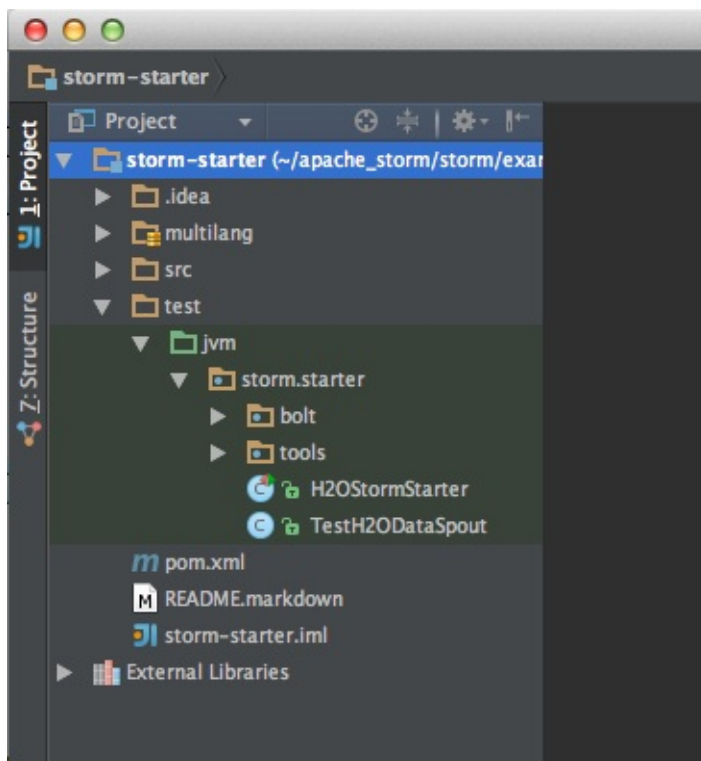 storm-starter
1: Project
Z: Structure
Project
storm-starter (~/apache_storm/storm/exar
.idea
multilang
src
test
jvm
storm.starter
bolt
tools
C H2OStormStarter
C TestH2ODataSpout
m pom.xml
M README.markdown
storm-starter.iml
External Libraries